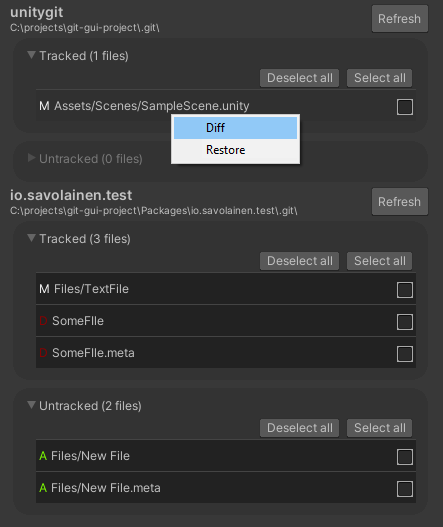 unitygit
C:\projects\git-gui-project\.git\
Refresh
Tracked (1 files)
Deselect all Select all
M Assets/Scenes/SampleScene.unity
Diff
Restore
Untracked (0 files)
io.savolainen.test
C:\projects\git-gui-project\Packages\io.savolainen.test\.git\
Refresh
Tracked (3 files)
Deselect all Select all
M Files/TextFile
D SomeFIle
D SomeFIle.meta
Untracked (2 files)
Deselect all Select all
A Files/New File
A Files/New File.meta